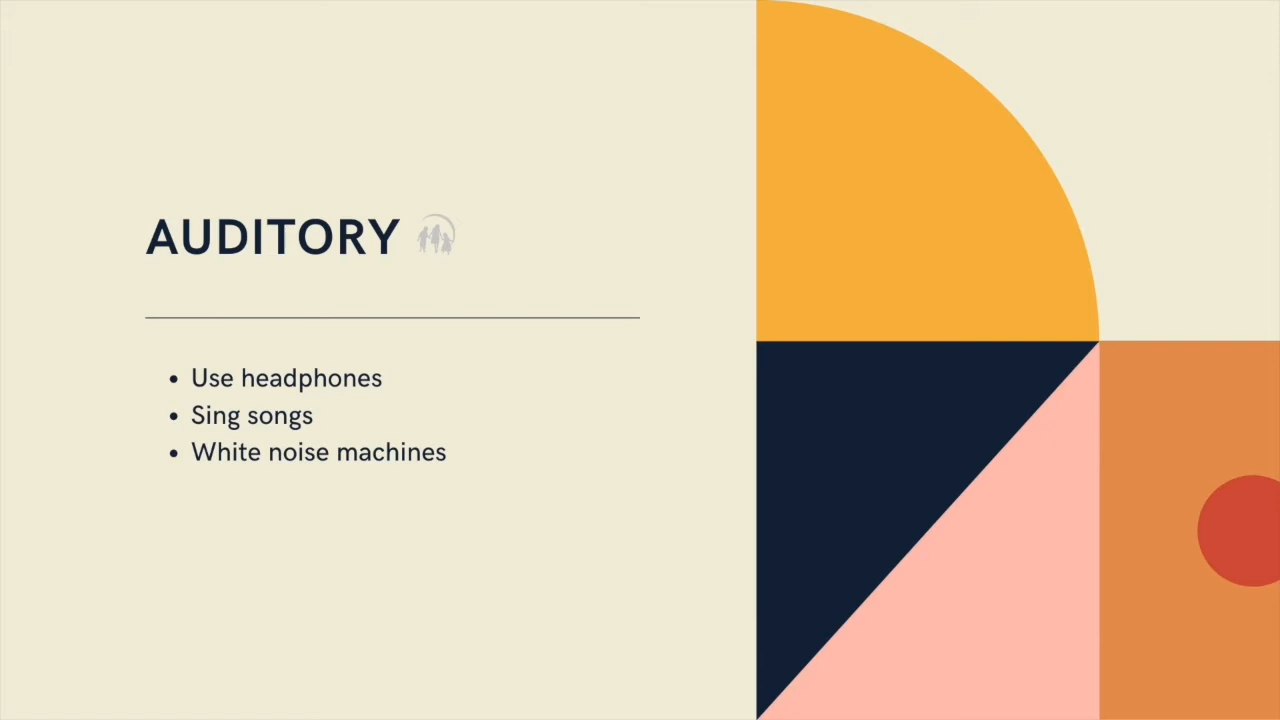 AUDITORY
• Use headphones
• Sing songs
• White noise machines